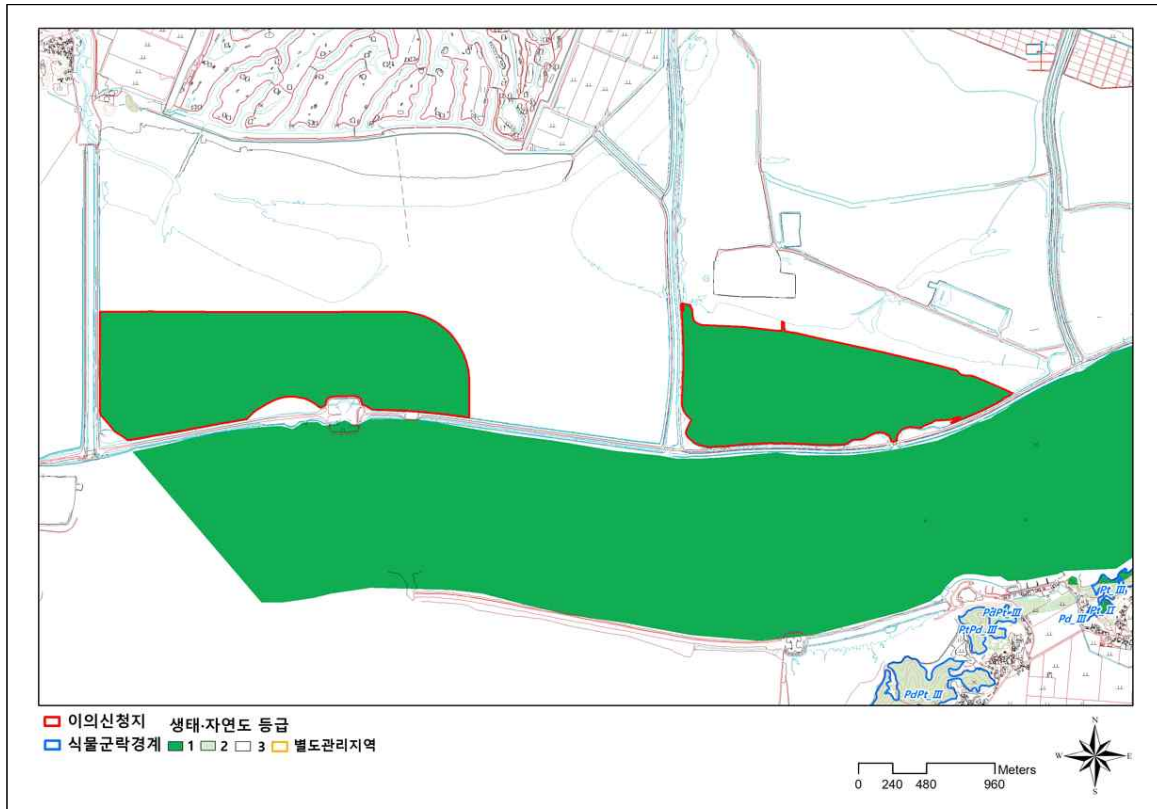 Pt_III
Pt_II
Pd_III
PdPt_III
PtPd_III
PdPt_III
이의신청지
생태·자연도 등급
식물군락경계
1
2
3
별도관리지역
N
W
E
S
Meters
0 240 480 960